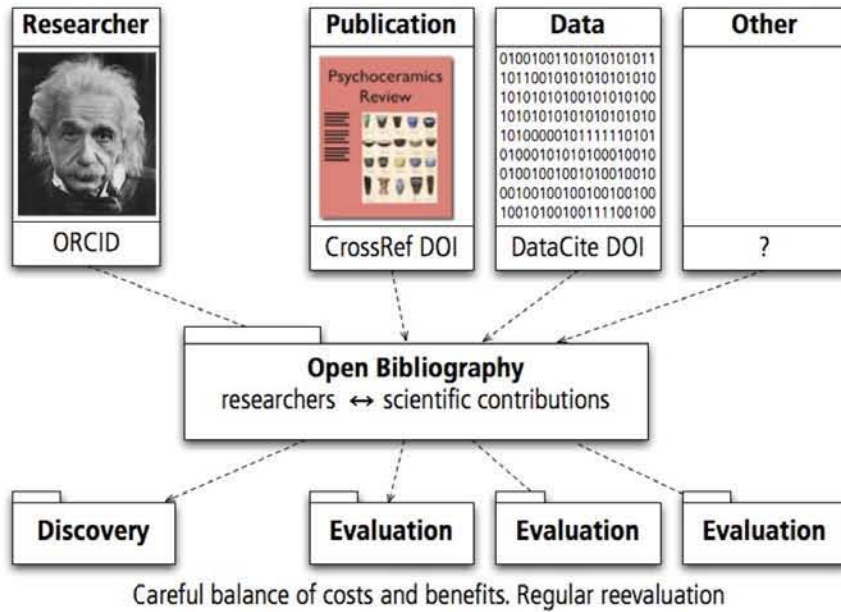 Researcher
Publication
Data
Other
Psychoceramics
Review
01001001101010101011
10110010101010101010
10101010100101010100
10101010101010101010
10100000101111110101
01000101010100010010
01001001001010010010
00100100100100100100
10010100100111100100
ORCID
CrossRef DOI
DataCite DOI
?
Open Bibliography
researchers ↔ scientific contributions
Discovery
Evaluation
Evaluation
Evaluation
Careful balance of costs and benefits. Regular reevaluation